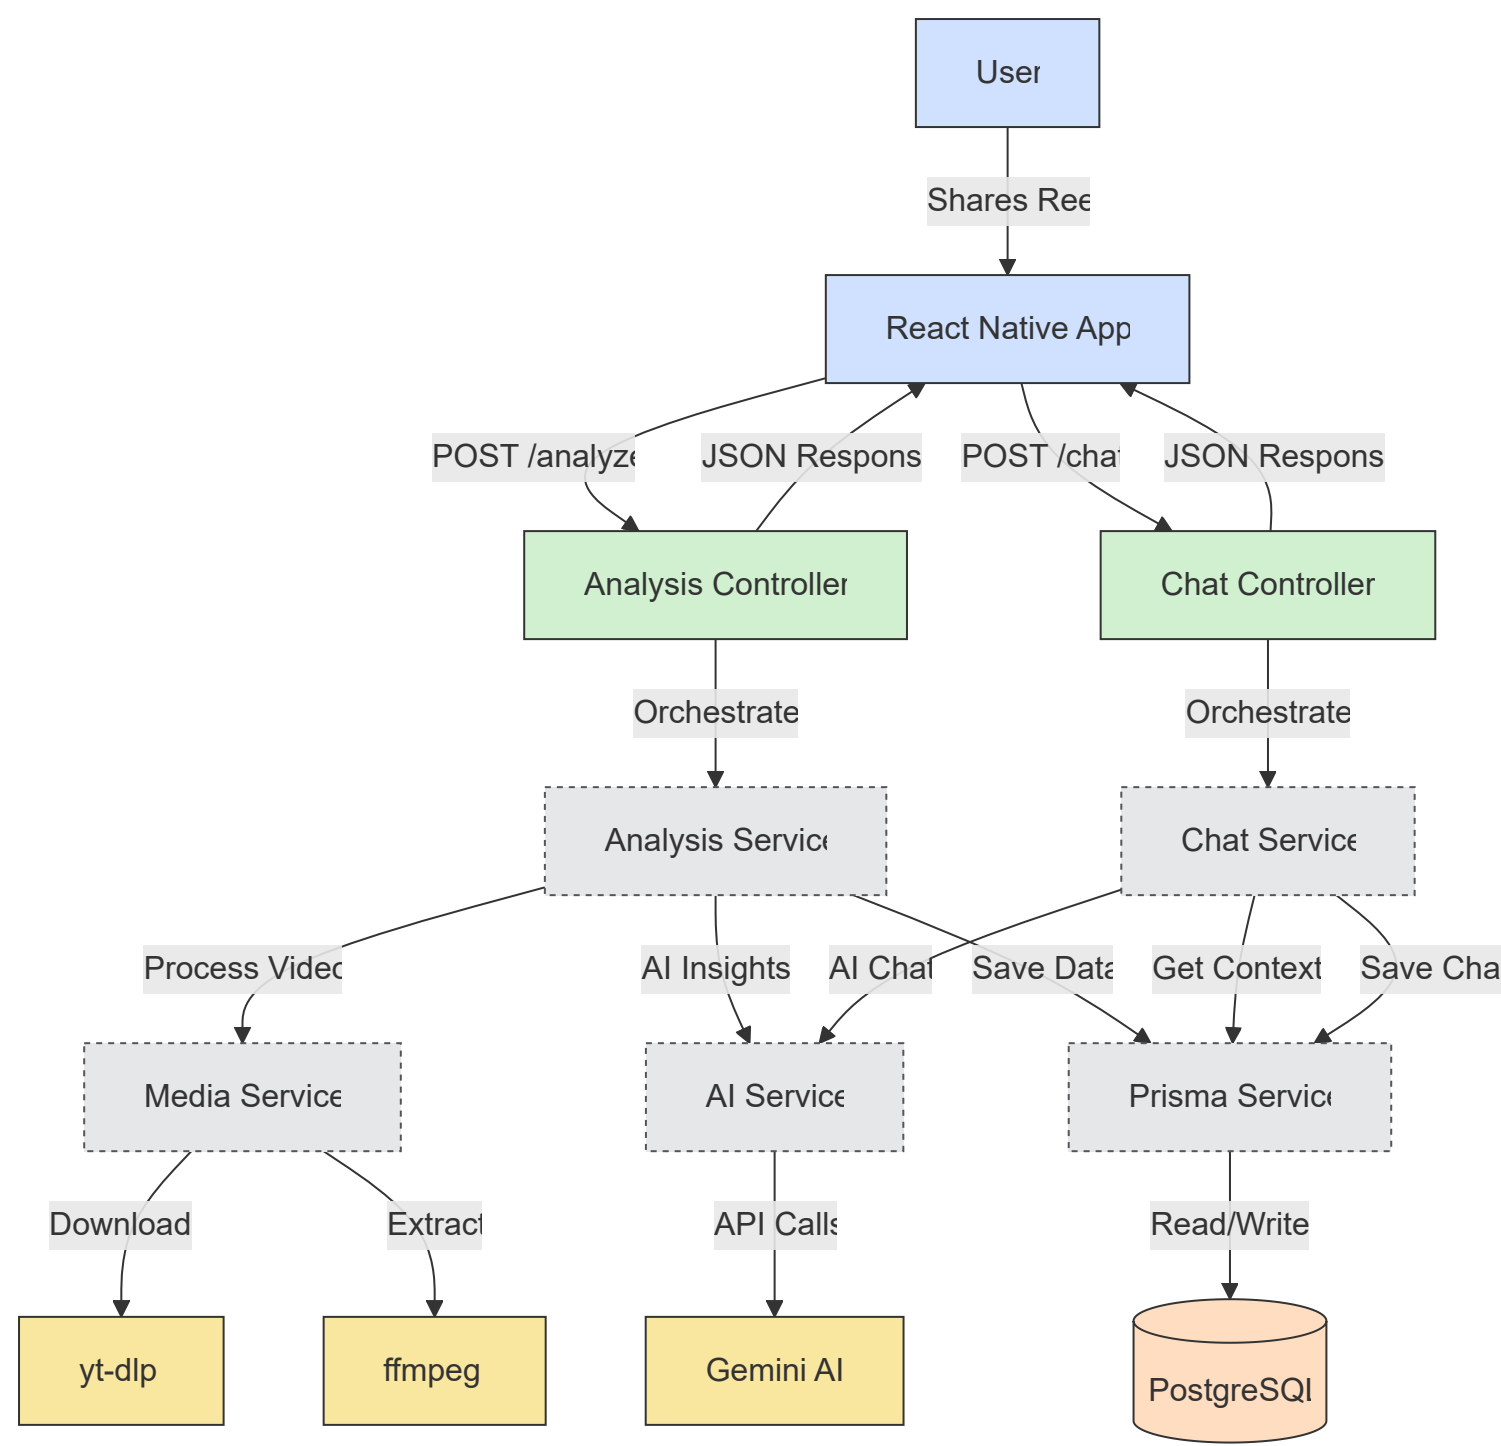 User
Shares Ree
React Native App
POST /analyze
JSON Respons
POST /chat
JSON Respons
Analysis Controller
Chat Controller
Orchestrate
Orchestrate
Analysis Service
Chat Service
Process Video
AI Insights
AI Chat
Save Data
Get Context
Save Cha
Media Service
AI Service
Prisma Service
Download
Extract
API Calls
Read/Write
yt-dlp
ffmpeg
Gemini AI
PostgreSQL